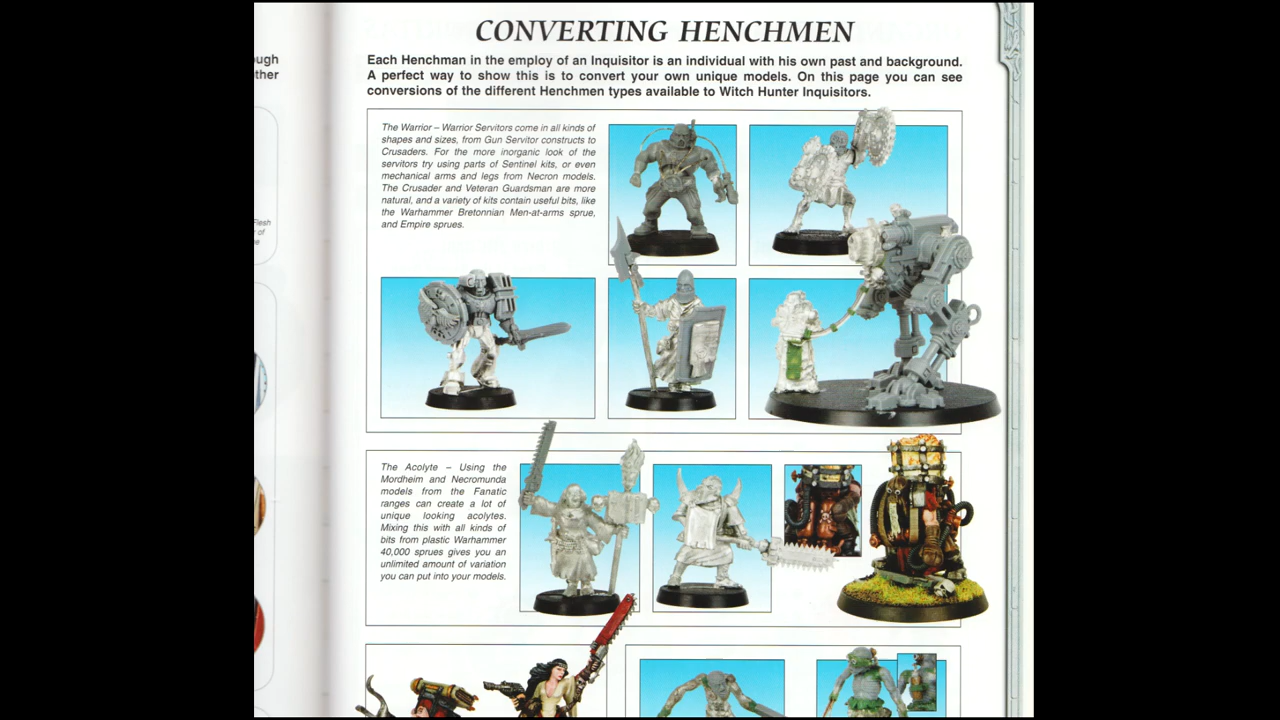 CONVERTING HENCHMEN
ough
ther
Each Henchman in the employ of an Inquisitor is an individual with his own past and background.
A perfect way to show this is to convert your own unique models. On this page you can see
conversions of the different Henchmen types available to Witch Hunter Inquisitors.
The Warrior – Warrior Servitors come in all kinds of
shapes and sizes, from Gun Servitor constructs to
Crusaders. For the more inorganic look of the
servitors try using parts of Sentinel kits, or even
mechanical arms and legs from Necron models.
The Crusader and Veteran Guardsman are more
natural, and a variety of kits contain useful bits, like
the Warhammer Bretonnian Men-at-arms sprue,
and Empire sprues.
Flesh
r of
ne
The Acolyte – Using the
Mordheim and Necromunda
models from the Fanatic
ranges can create a lot of
unique looking acolytes.
Mixing this with all kinds of
bits from plastic Warhammer
40,000 sprues gives you an
unlimited amount of variation
you can put into your models.